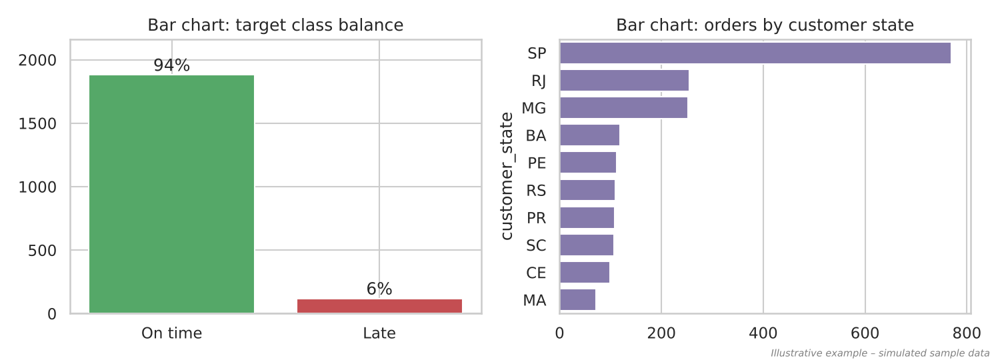 Bar chart: target class balance
2000
1500
1000
500
0
94%
6%
On time
Late
Bar chart: orders by customer state
customer_state
SP
RJ
MG
BA
PE
RS
PR
SC
CE
MA
0 200 400 600 800
Illustrative example – simulated sample data